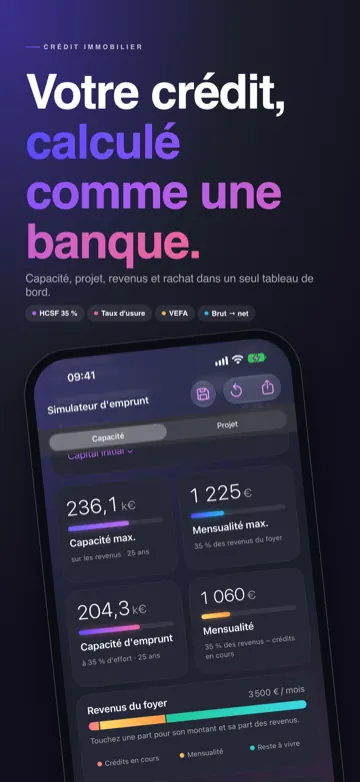 CRÉDIT IMMOBILIER
Votre crédit,
calculé
comme une
banque.
Capacité, projet, revenus et rachat dans un seul tableau de
bord.
HCSF 35 % Taux d'usure VEFA Brut → net
09:41
Simulateur d'emprunt
Capacité Projet
Capital initial
236,1 k€ 1 225 €
Capacité max. Mensualité max.
sur les revenus · 25 ans 35 % des revenus du foyer
204,3 k€ 1 060 €
Capacité d'emprunt Mensualité
à 35 % d'effort · 25 ans 35 % des revenus − crédits
en cours
Revenus du foyer 3 500 € / mois
Touchez une part pour son montant et sa part des revenus.
Crédits en cours Mensualité Reste à vivre